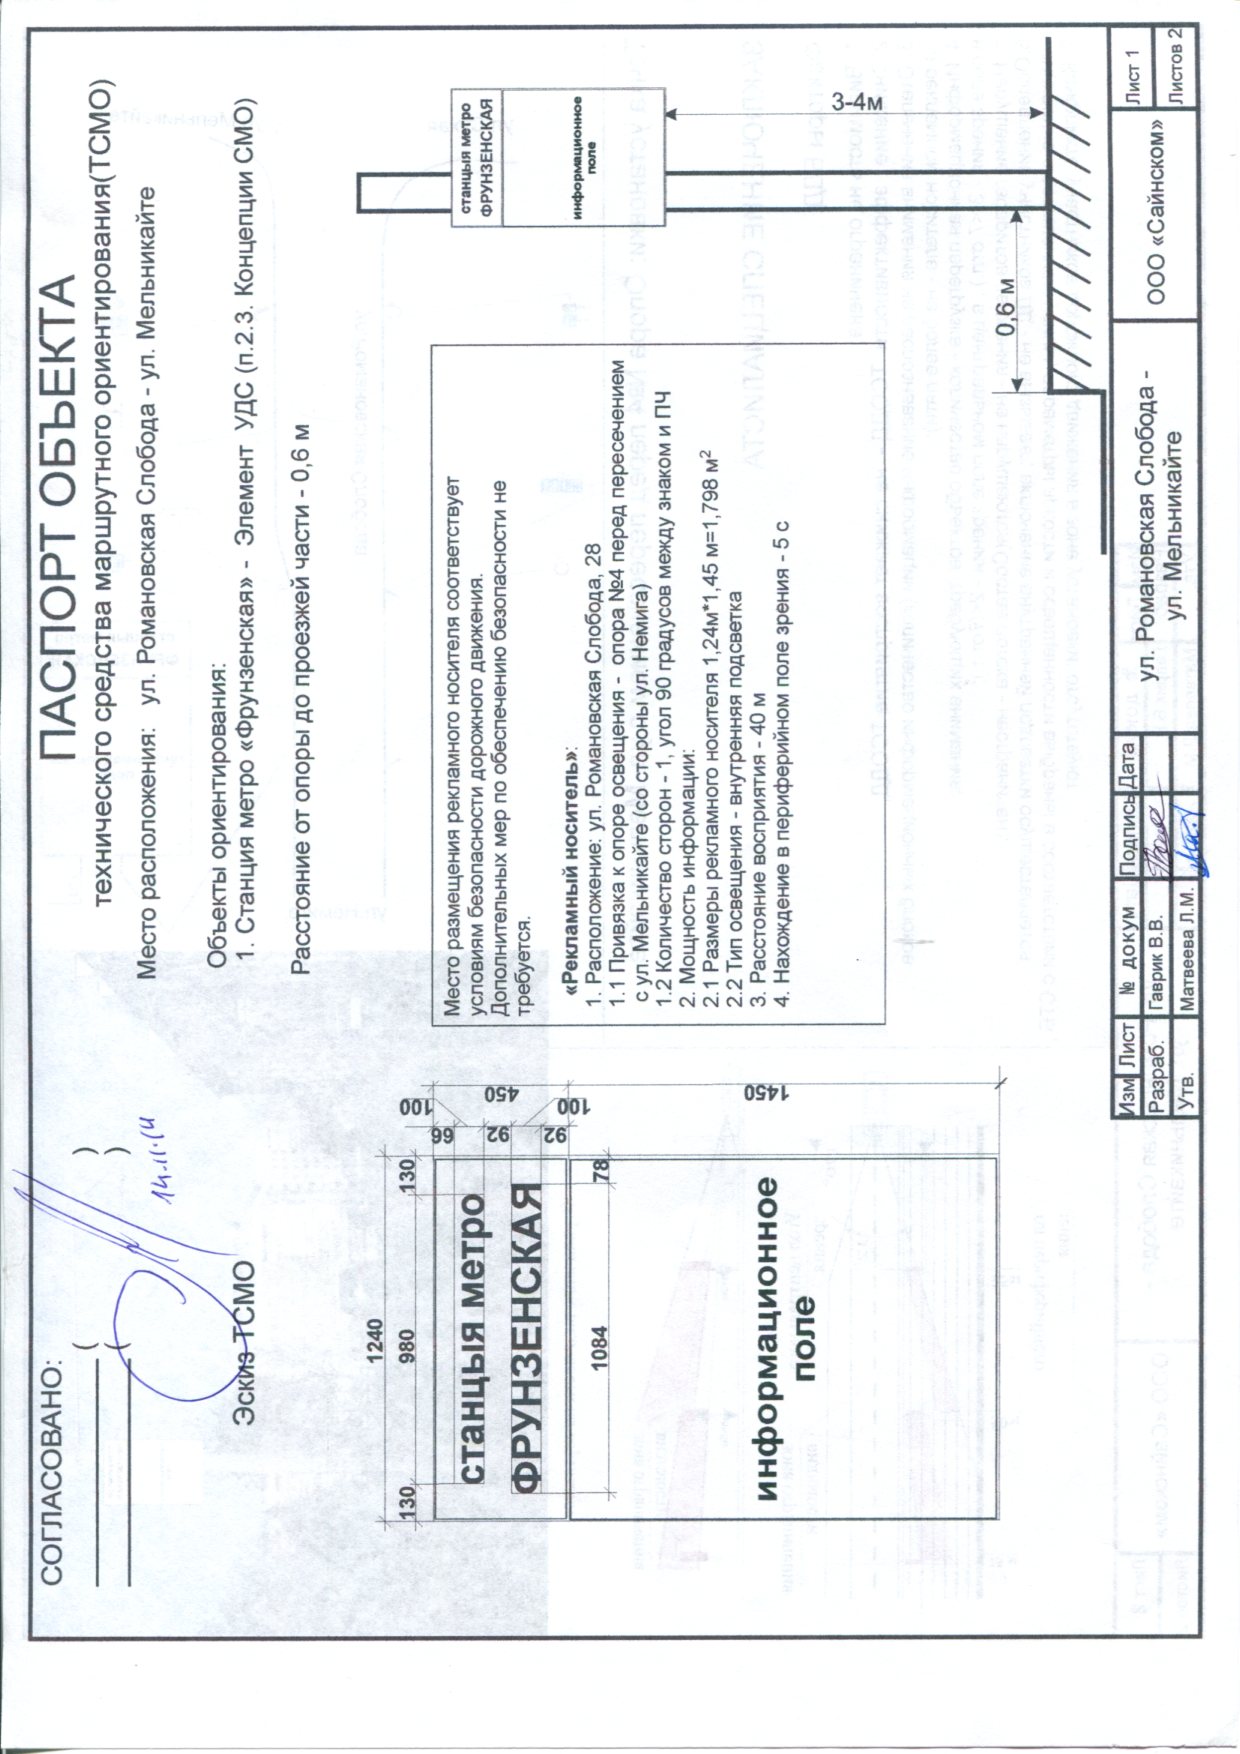 СОГЛАСОВАНО:
( )
( )
14.11.14
ПАСПОРТ ОБЪЕКТА
технического средства маршрутного ориентирования(ТСМО)
Место расположения: ул. Романовская Слобода - ул. Мельникайте
Объекты ориентирования:
1. Станция метро «Фрунзенская» - Элемент УДС (п.2.3. Концепции СМО)
Расстояние от опоры до проезжей части - 0,6 м
Эскиз ТСМО
1240
130
980
130
станцыя метро
ФРУНЗЕНСКАЯ
66
100
92
92
100
450
1084
78
информационное
поле
1450
Место размещения рекламного носителя соответствует
условиям безопасности дорожного движения.
Дополнительных мер по обеспечению безопасности не
требуется.
«Рекламный носитель»:
1. Расположение: ул. Романовская Слобода, 28
1.1 Привязка к опоре освещения - опора №4 перед пересечением
с ул. Мельникайте (со стороны ул. Немига)
1.2 Количество сторон - 1, угол 90 градусов между знаком и ПЧ
2. Мощность информации:
2.1 Размеры рекламного носителя 1,24м*1,45 м=1,798 м²
2.2 Тип освещения - внутренняя подсветка
3. Расстояние восприятия - 40 м
4. Нахождение в периферийном поле зрения - 5 с
станцыя метро
ФРУНЗЕНСКАЯ
информационное
поле
3-4м
0,6 м
Изм Лист № докум Подпись Дата
Разраб. Гаврик В.В.
Утв. Матвеева Л.М.
ул. Романовская Слобода -
ул. Мельникайте
ООО «Сайнском»
Лист 1
Листов 2